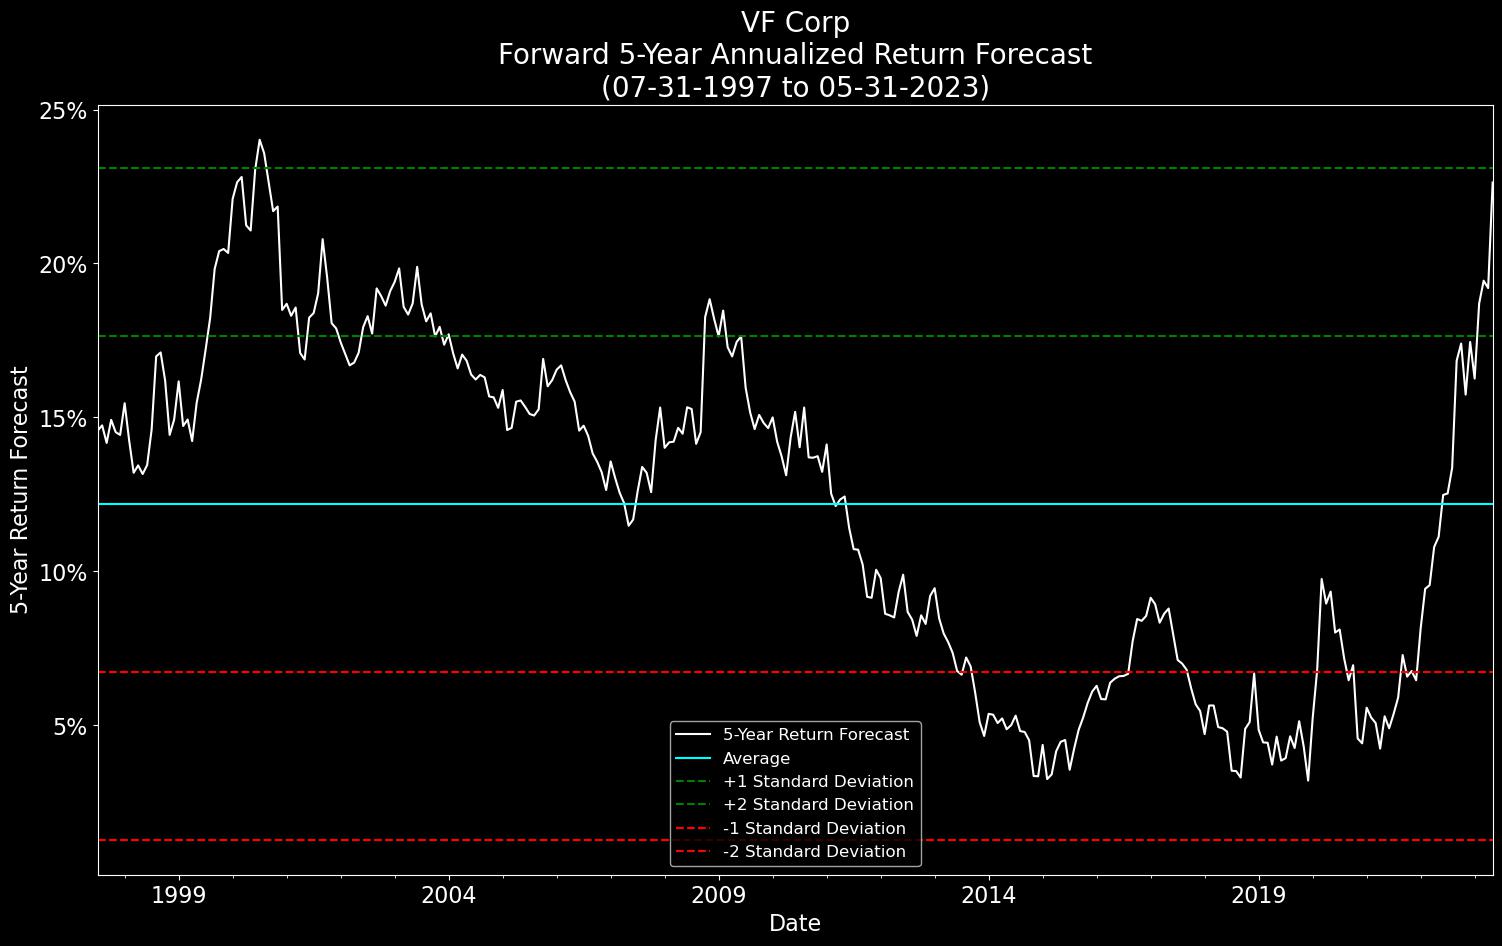 VF Corp
Forward 5-Year Annualized Return Forecast
(07-31-1997 to 05-31-2023)
25%
20%
15%
10%
5%
5-Year Return Forecast
5-Year Return Forecast
Average
+1 Standard Deviation
+2 Standard Deviation
-1 Standard Deviation
-2 Standard Deviation
1999
2004
2009
2014
2019
Date